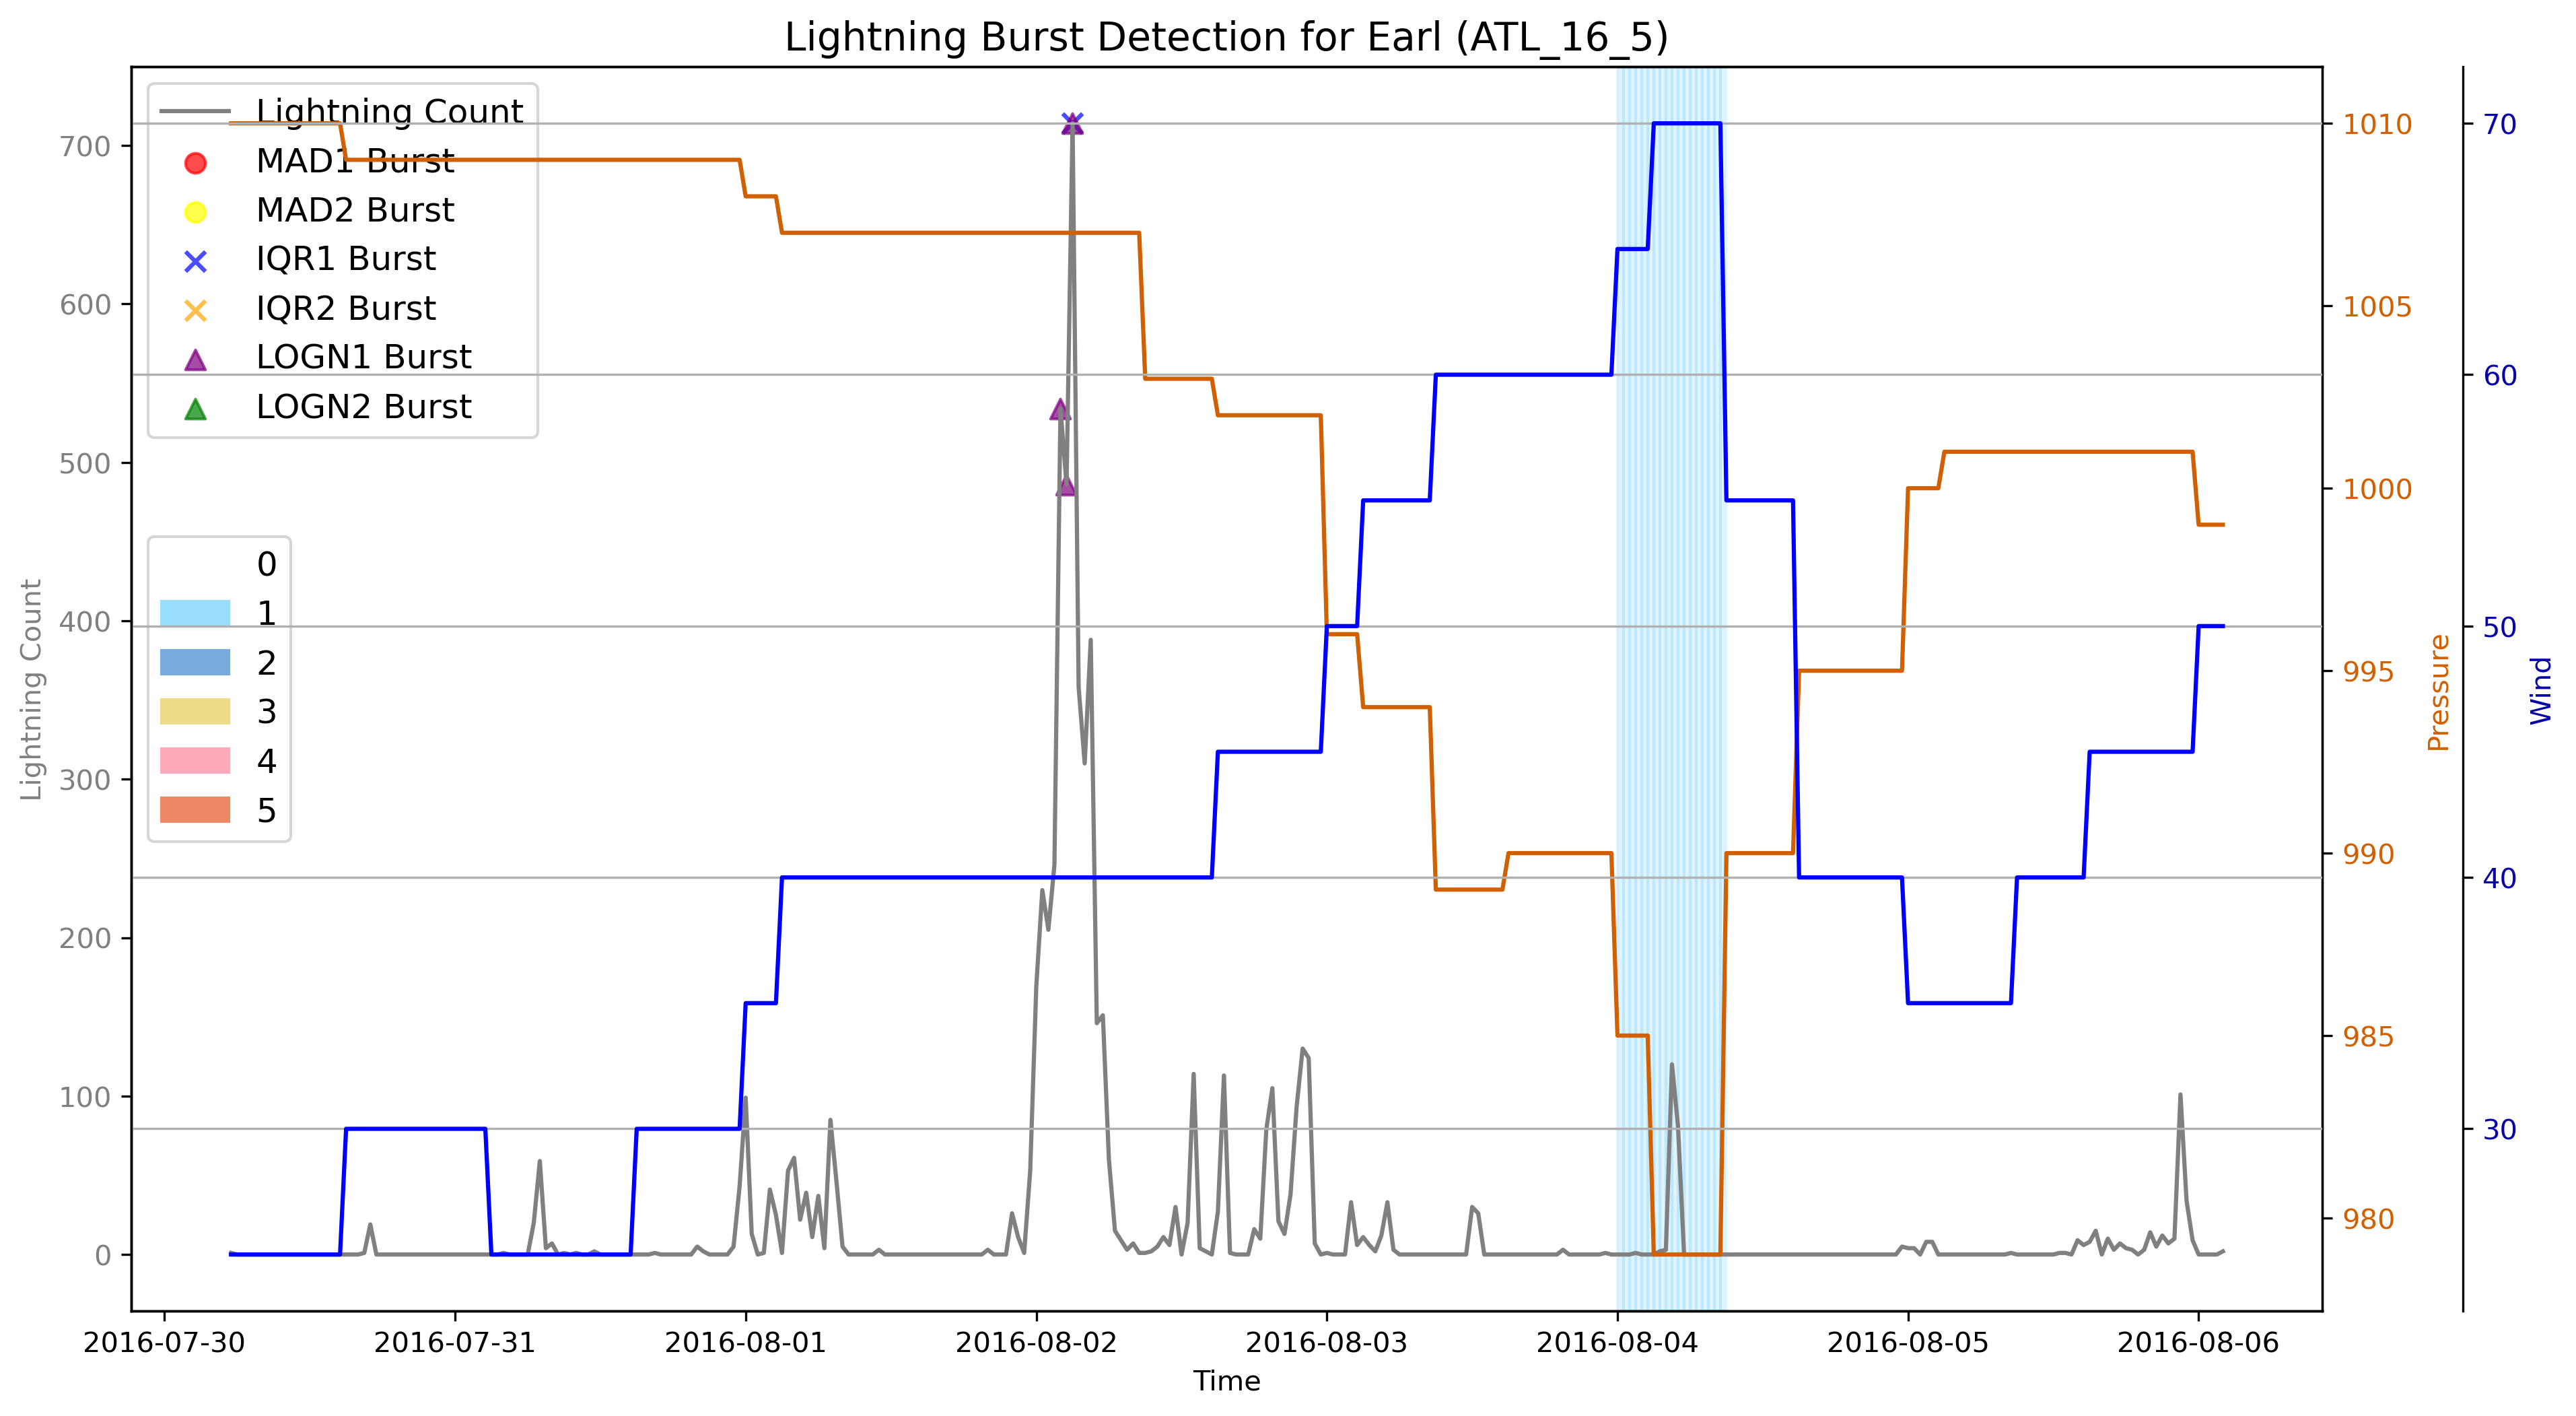 Lightning Burst Detection for Earl (ATL_16_5)
Lightning Count
MAD1 Burst
MAD2 Burst
IQR1 Burst
IQR2 Burst
LOGN1 Burst
LOGN2 Burst
0
1
2
3
4
5
Lightning Count
700
600
500
400
300
200
100
0
1010
1005
1000
995
990
985
980
Pressure
70
60
50
40
30
Wind
2016-07-30 2016-07-31 2016-08-01 2016-08-02 2016-08-03 2016-08-04 2016-08-05 2016-08-06
Time